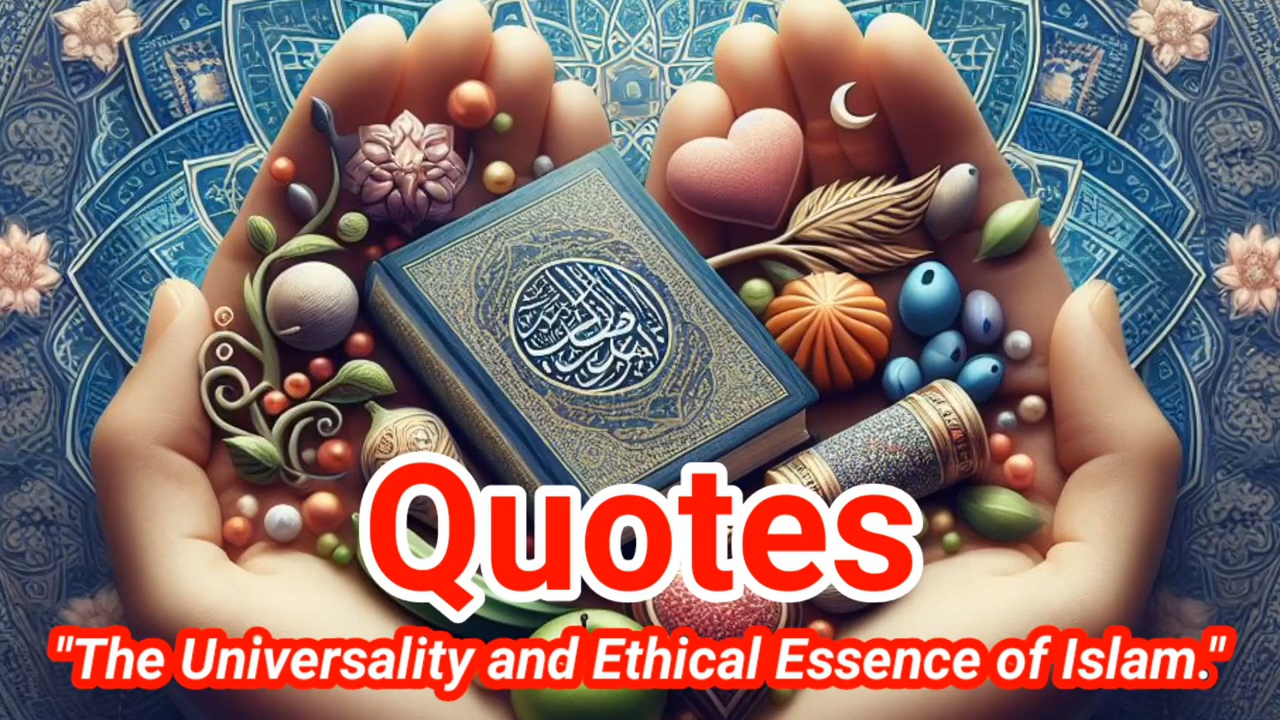 Quotes
"The Universality and Ethical Essence of Islam."